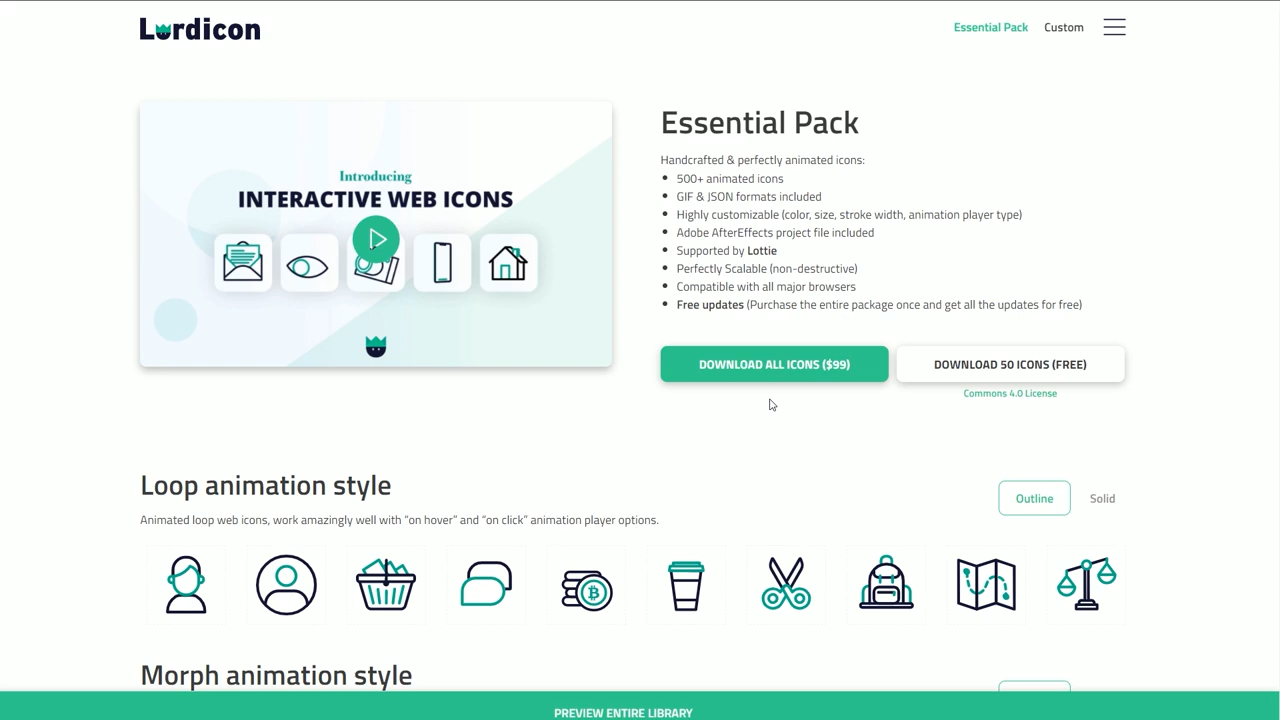 Lordicon
Essential Pack
Custom
Introducing
INTERACTIVE WEB ICONS
Essential Pack
Handcrafted & perfectly animated icons:
500+ animated icons
GIF & JSON formats included
Highly customizable (color, size, stroke width, animation player type)
Adobe AfterEffects project file included
Supported by Lottie
Perfectly Scalable (non-destructive)
Compatible with all major browsers
Free updates (Purchase the entire package once and get all the updates for free)
DOWNLOAD ALL ICONS ($99)
DOWNLOAD 50 ICONS (FREE)
Commons 4.0 License
Loop animation style
Outline
Solid
Animated loop web icons, work amazingly well with “on hover” and “on click” animation player options.
Morph animation style
PREVIEW ENTIRE LIBRARY